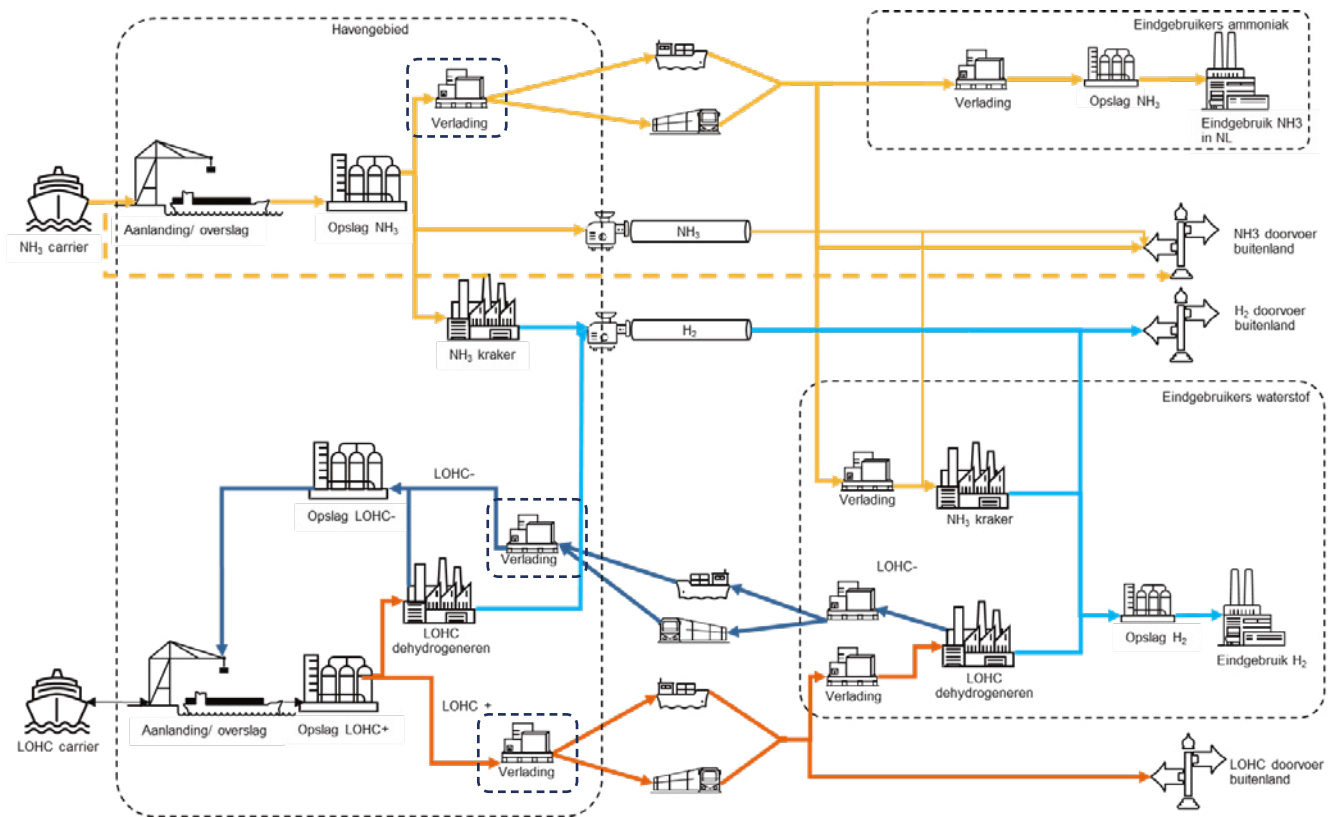 Havengebied
Eindgebruikers ammoniak
Verlading
Verlading
Opslag NH₃
Eindgebruik NH3
in NL
NH₃ carrier
Aanlanding/ overslag
Opslag NH₃
NH₃
NH3 doorvoer
buitenland
NH₃ kraker
H₂
H₂ doorvoer
buitenland
Eindgebruikers waterstof
LOHC-
Opslag LOHC-
Verlading
Verlading
NH₃ kraker
LOHC-
LOHC
dehydrogeneren
Opslag H₂
Eindgebruik H₂
Verlading
LOHC
dehydrogeneren
LOHC carrier
Aanlanding/ overslag
Opslag LOHC+
LOHC +
Verlading
LOHC doorvoer
buitenland